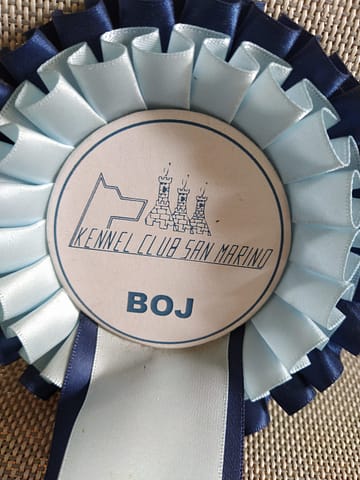 KENNEL CLUB SAN MARINO
BOJ